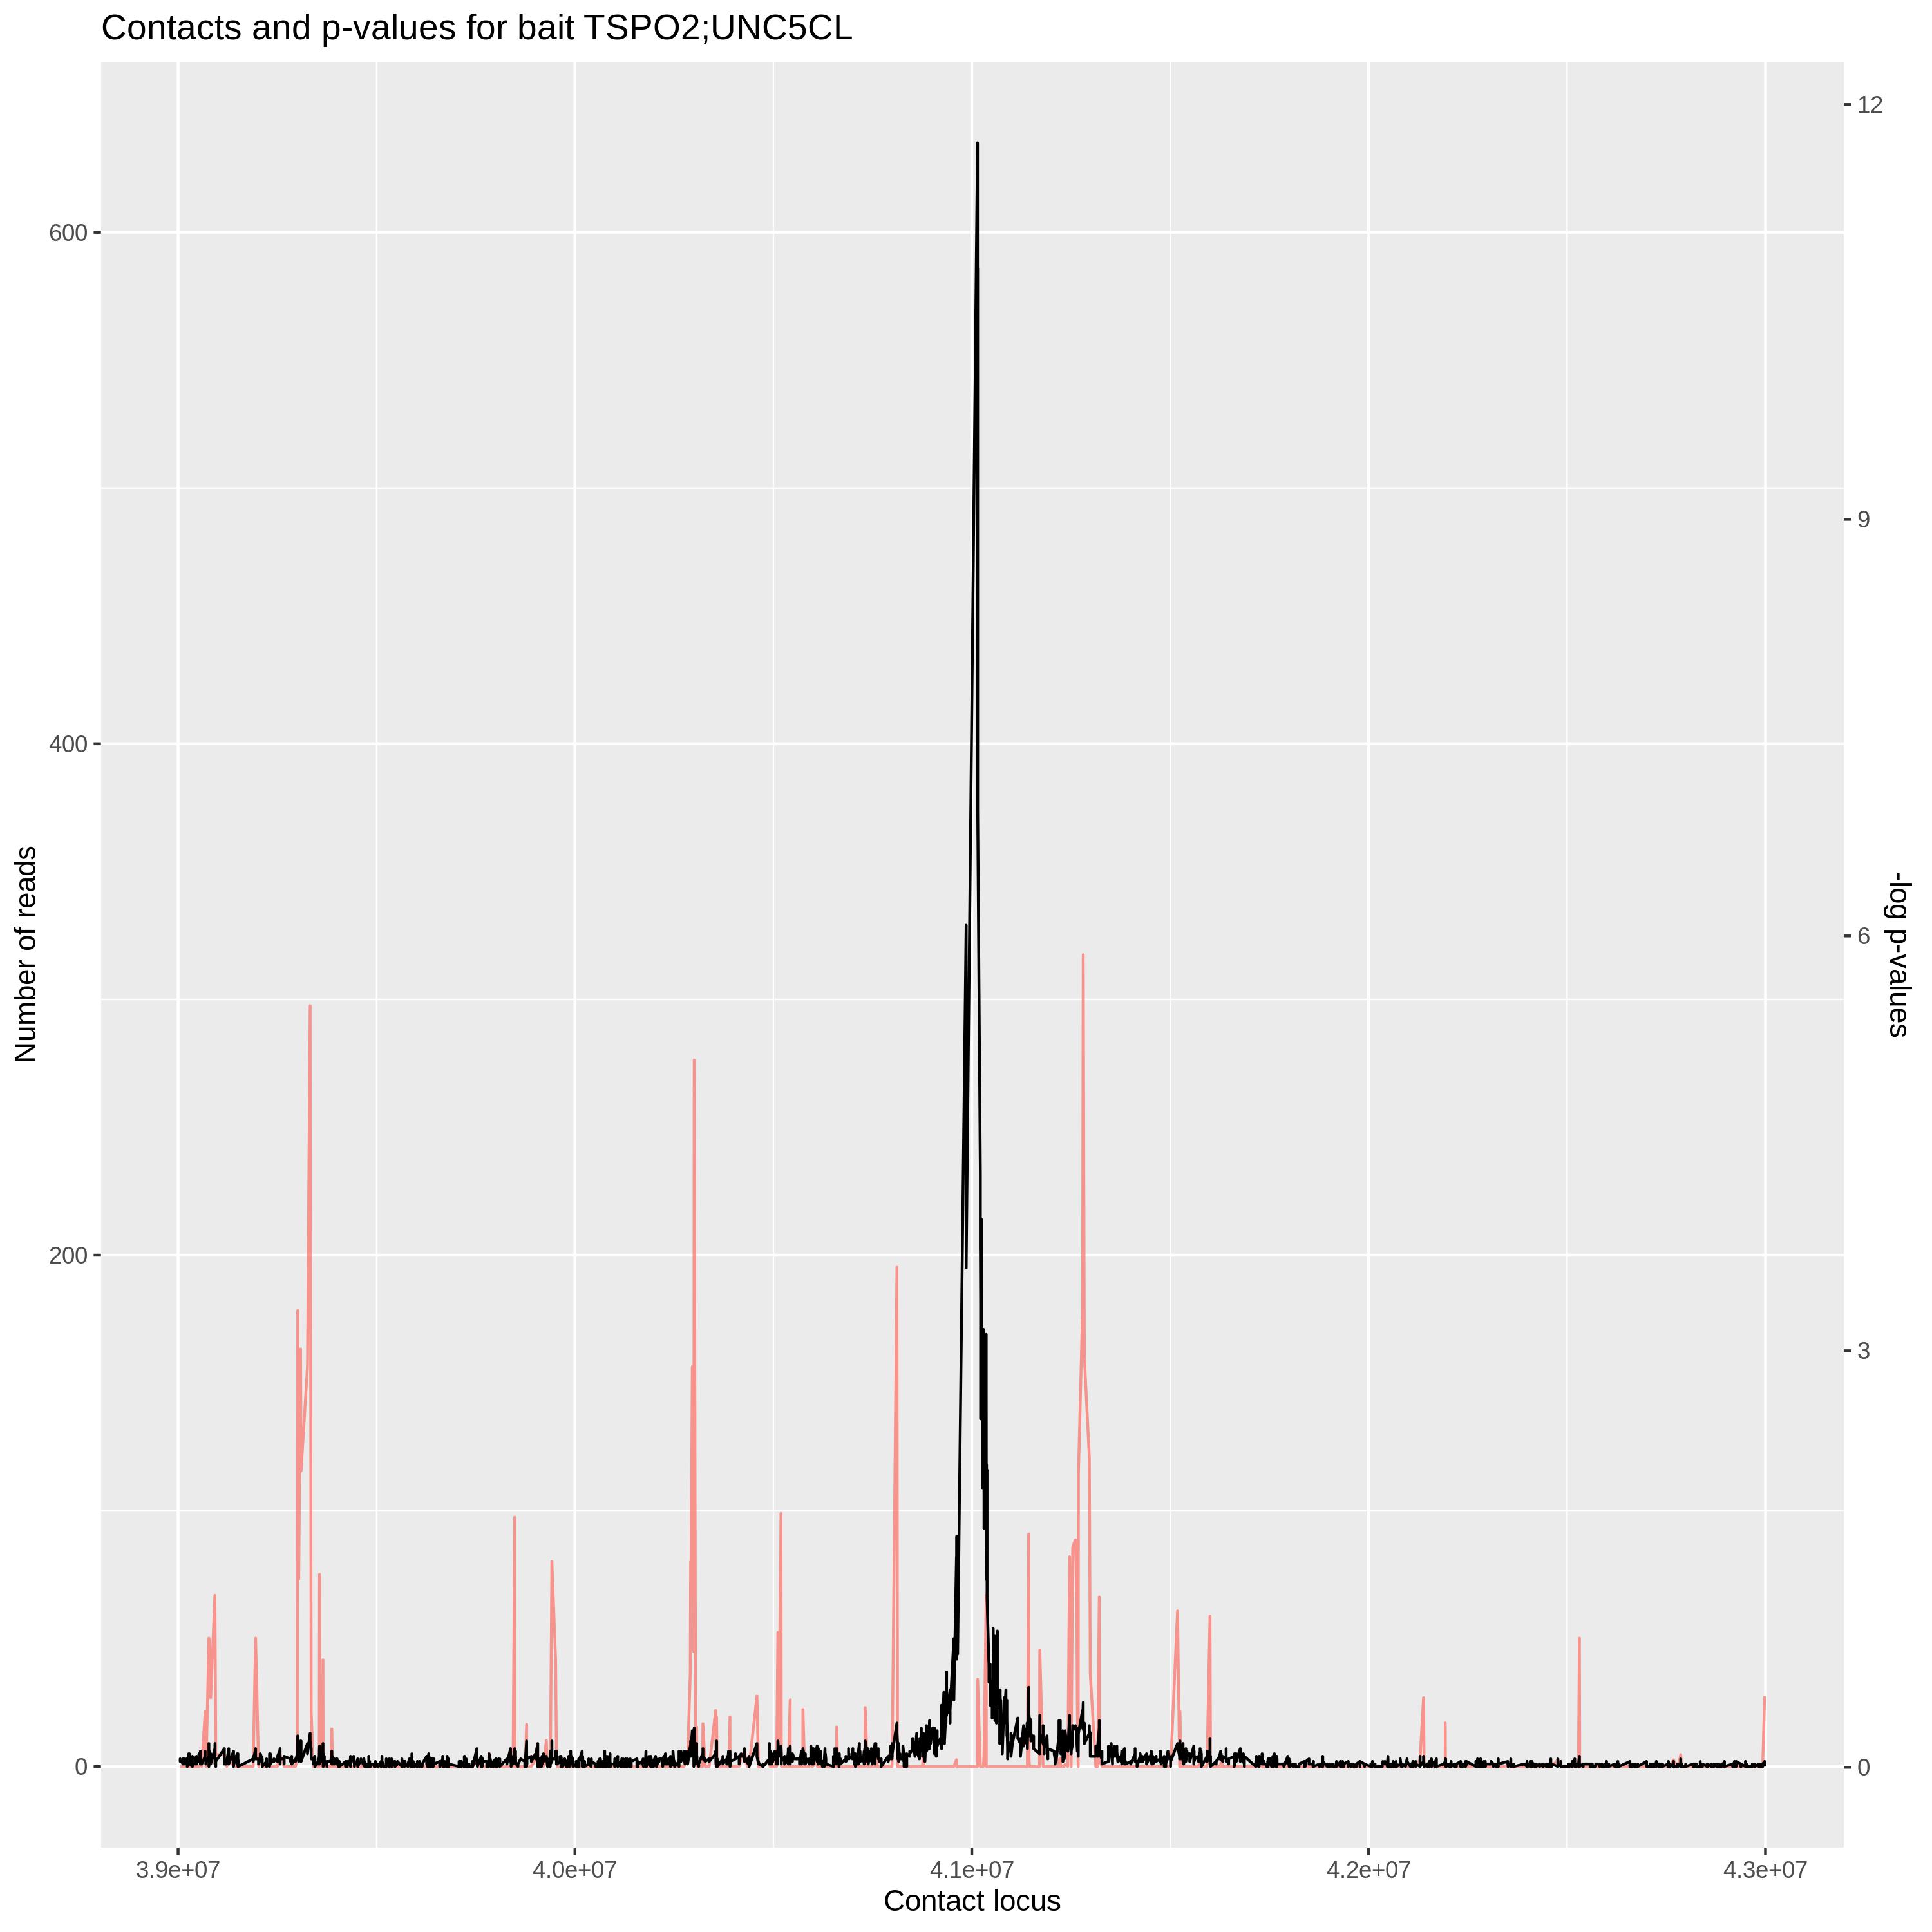 Contacts and p-values for bait TSPO2;UNC5CL
Number of reads
600
400
200
0
12
9
6
3
0
-log p-values
3.9e+07 4.0e+07 4.1e+07 4.2e+07 4.3e+07
Contact locus